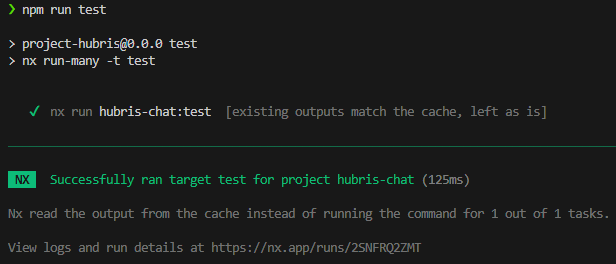 ❯ npm run test
> project-hubris@0.0.0 test
> nx run-many -t test
✓ nx run hubris-chat:test [existing outputs match the cache, left as is]
NX Successfully ran target test for project hubris-chat (125ms)
Nx read the output from the cache instead of running the command for 1 out of 1 tasks.
View logs and run details at https://nx.app/runs/2SNFRQ2ZMT